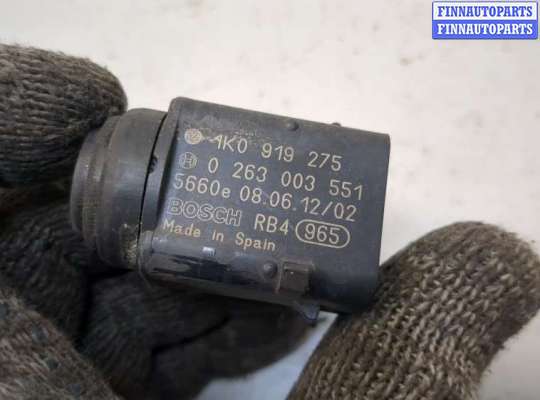 FINNAUTOPARTS
FINNAUTOPARTS
1K0 919 275
0 263 003 551
5660e 08.06.12/02
BOSCH RB4 965
Made in Spain